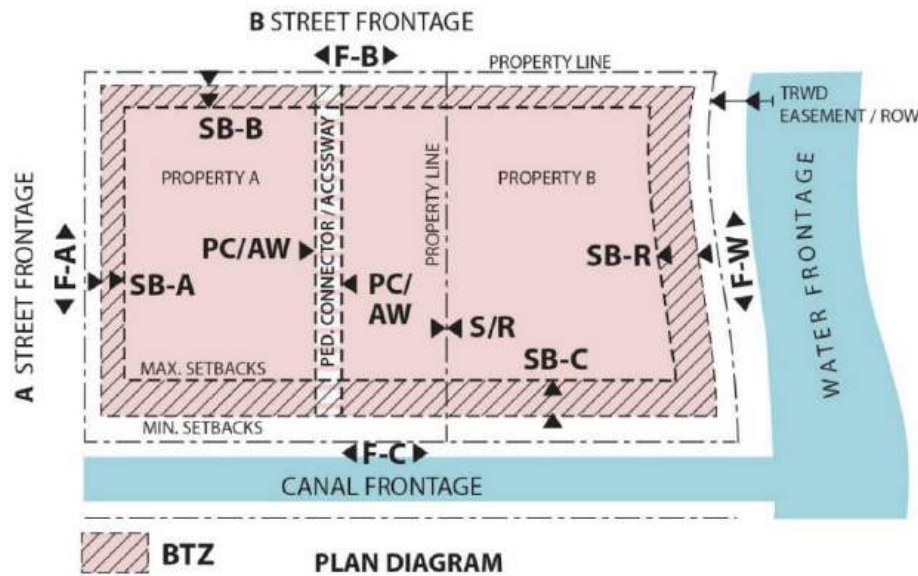 B STREET FRONTAGE
F-B
PROPERTY LINE
TRWD
EASEMENT / ROW
SB-B
PROPERTY A
PED. CONNECTOR / ACCSSWAY
PROPERTY LINE
PROPERTY B
A STREET FRONTAGE
F-A
SB-A
PC/AW
PC/
AW
S/R
SB-R
F-W
WATER FRONTAGE
MAX. SETBACKS
SB-C
MIN. SETBACKS
F-C
CANAL FRONTAGE
BTZ
PLAN DIAGRAM